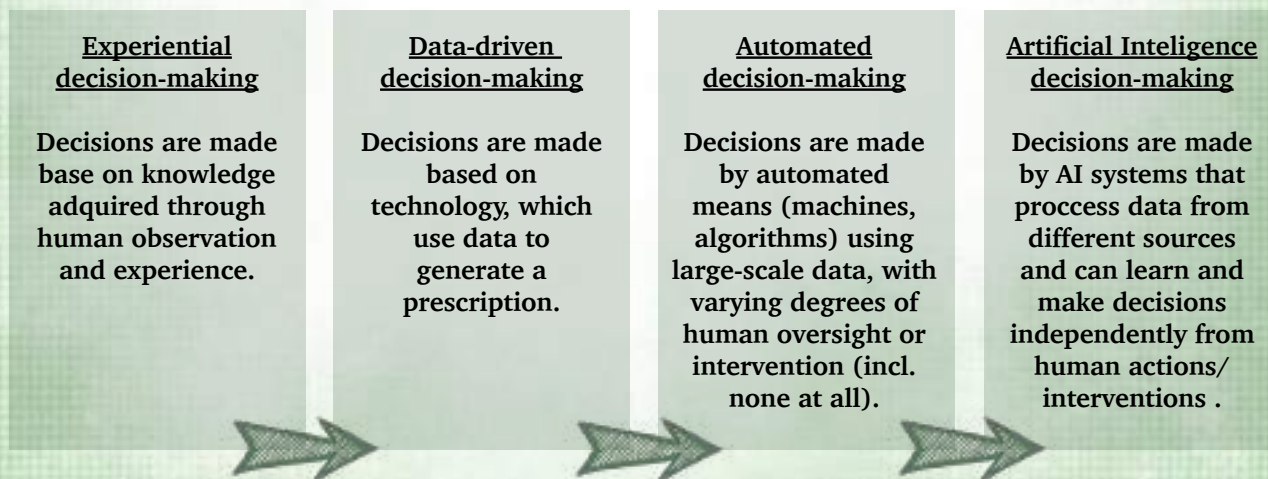 Experiential
decision-making
Decisions are made
base on knowledge
adquired through
human observation
and experience.
Data-driven
decision-making
Decisions are made
based on
technology, which
use data to
generate a
prescription.
Automated
decision-making
Decisions are made
by automated
means (machines,
algorithms) using
large-scale data, with
varying degrees of
human oversight or
intervention (incl.
none at all).
Artificial Inteligence
decision-making
Decisions are made
by AI systems that
proccess data from
different sources
and can learn and
make decisions
independently from
human actions/
interventions .